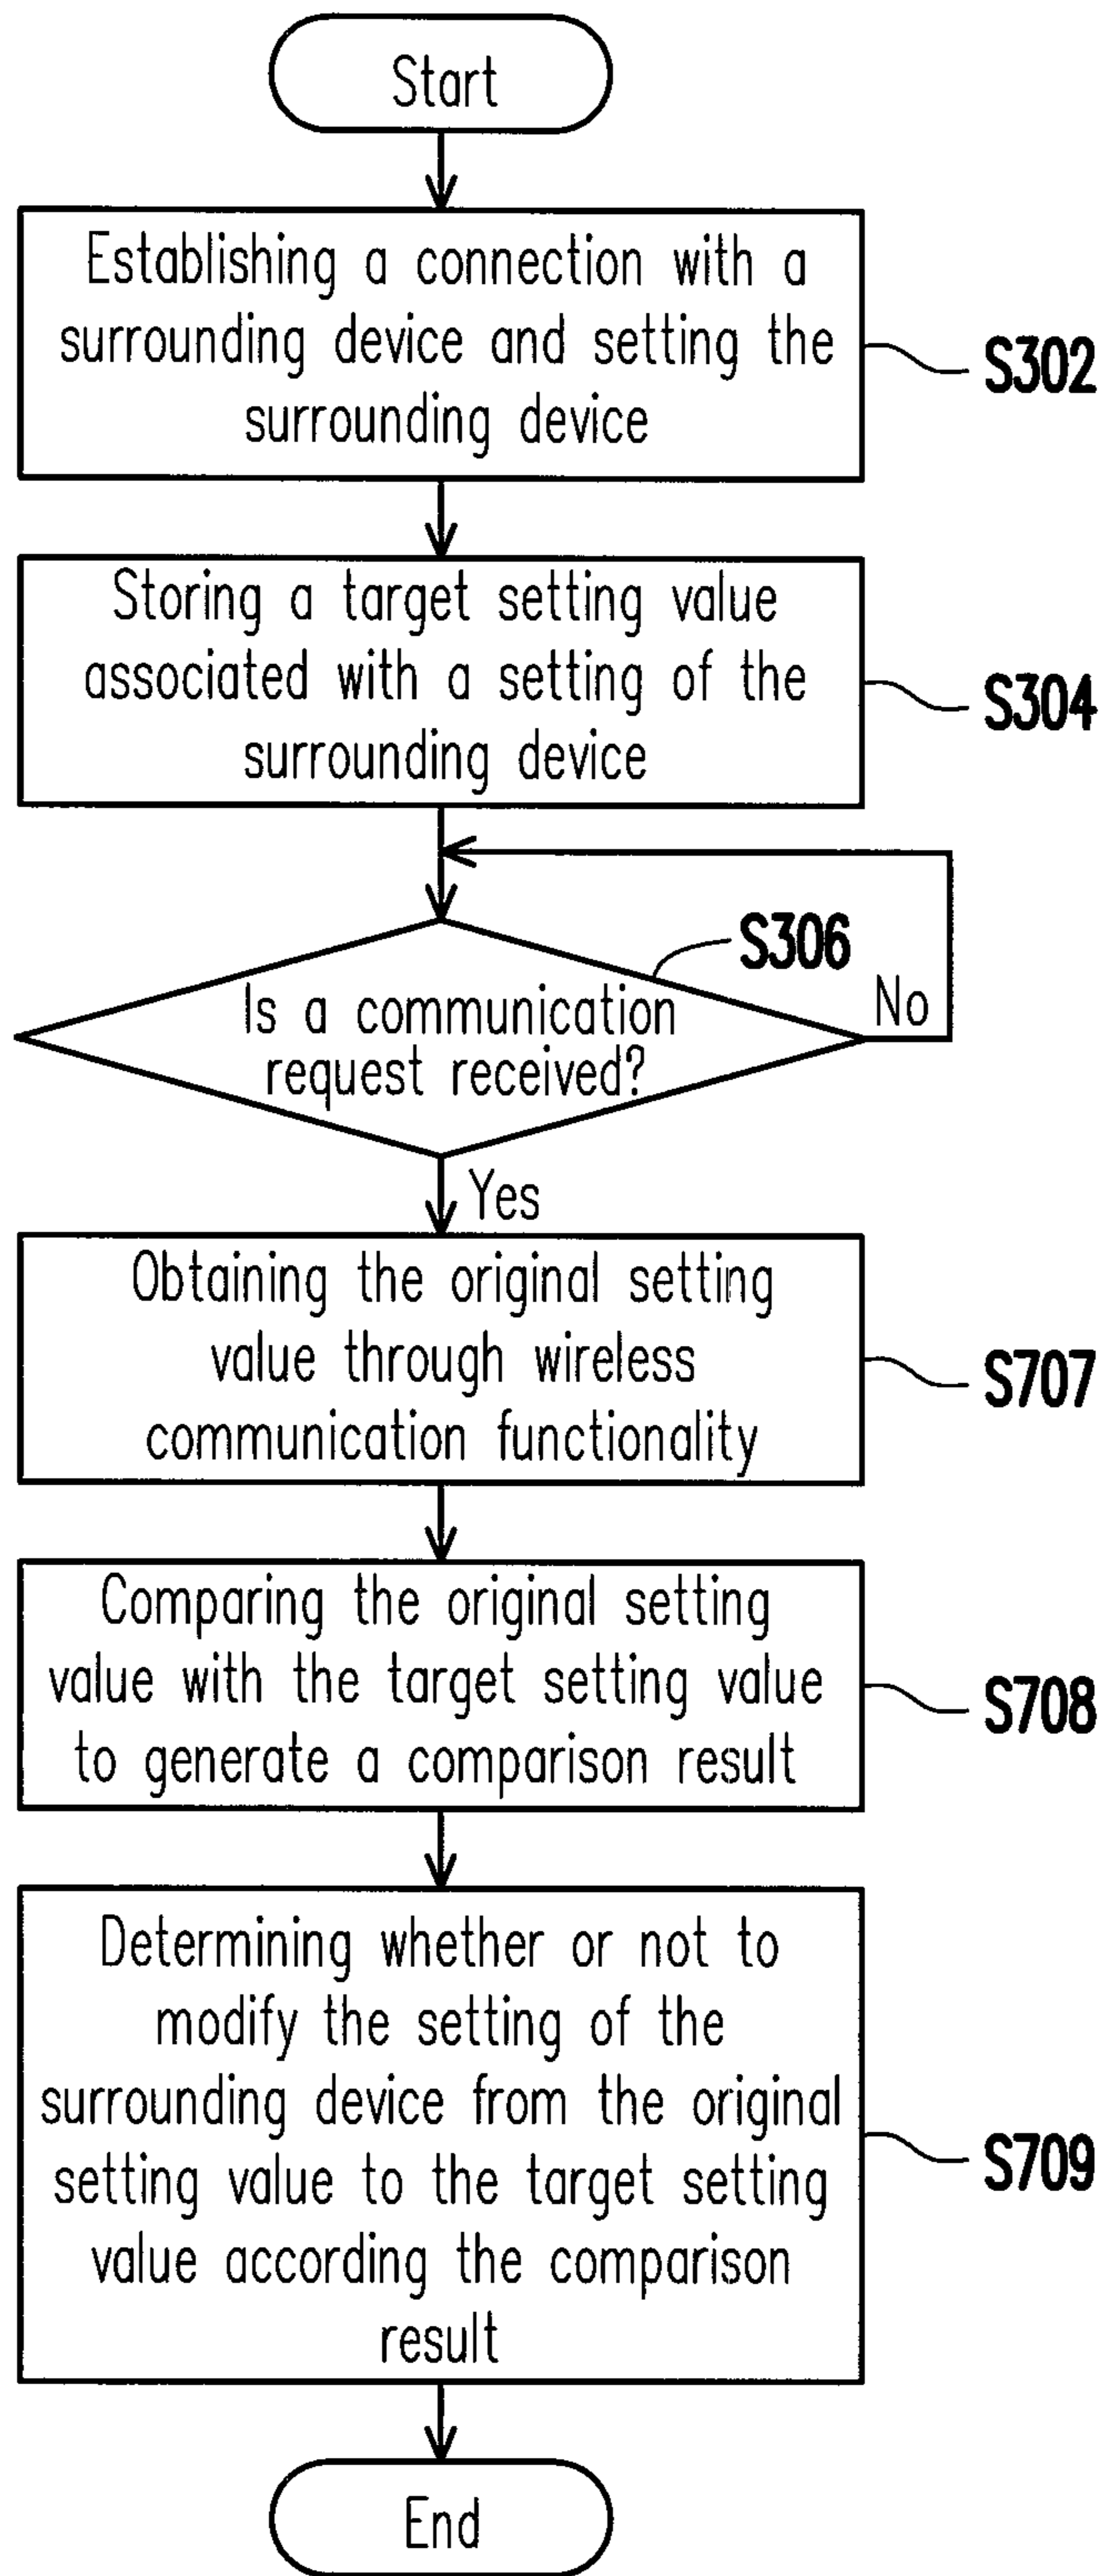 Start
Establishing a connection with a
surrounding device and setting the
surrounding device
S302
Storing a target setting value
associated with a setting of the
surrounding device
S304
S306
Is a communication
request received?
No
Yes
Obtaining the original setting
value through wireless
communication functionality
S707
Comparing the original setting
value with the target setting value
to generate a comparison result
S708
Determining whether or not to
modify the setting of the
surrounding device from the original
setting value to the target setting
value according the comparison
result
S709
End